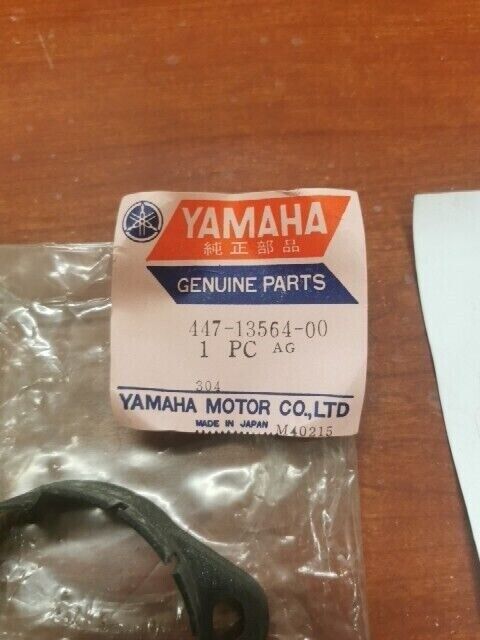 YAMAHA
純正部品
GENUINE PARTS
447-13564-00
1 PC AG
304
YAMAHA MOTOR CO.,LTD
MADE IN JAPAN M40215